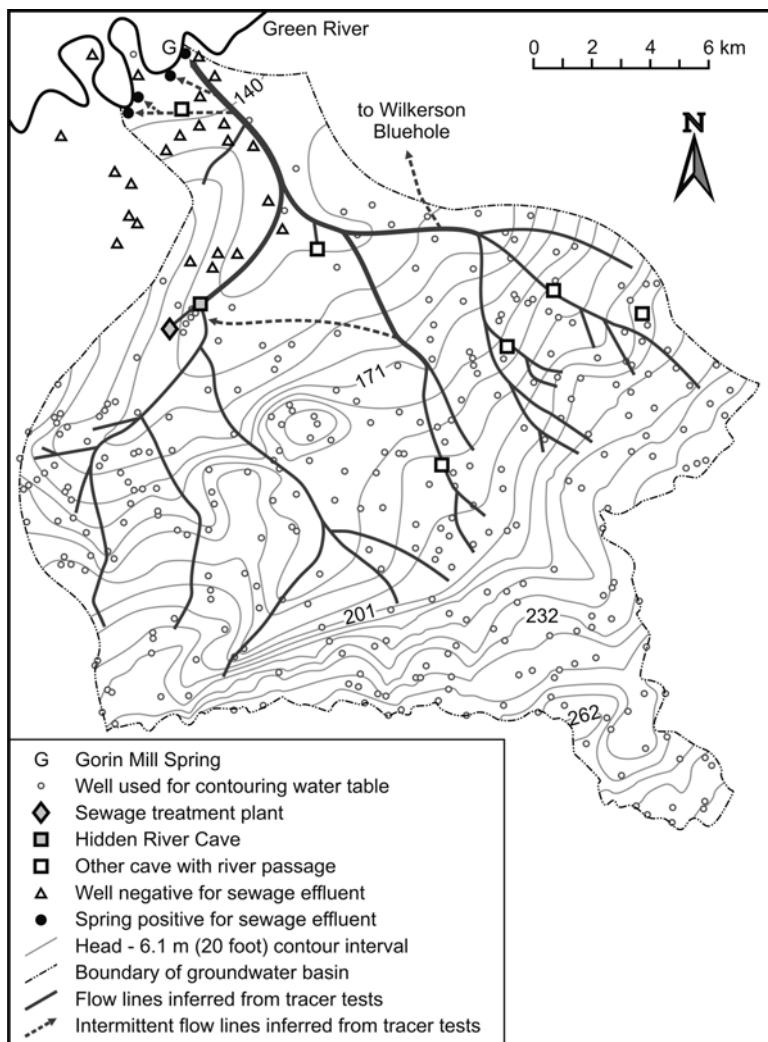 Green River
G
0 2 4 6 km
140
to Wilkerson
Bluehole
N
171
201
232
262
G Gorin Mill Spring
Well used for contouring water table
Sewage treatment plant
Hidden River Cave
Other cave with river passage
Well negative for sewage effluent
Spring positive for sewage effluent
Head - 6.1 m (20 foot) contour interval
Boundary of groundwater basin
Flow lines inferred from tracer tests
Intermittent flow lines inferred from tracer tests